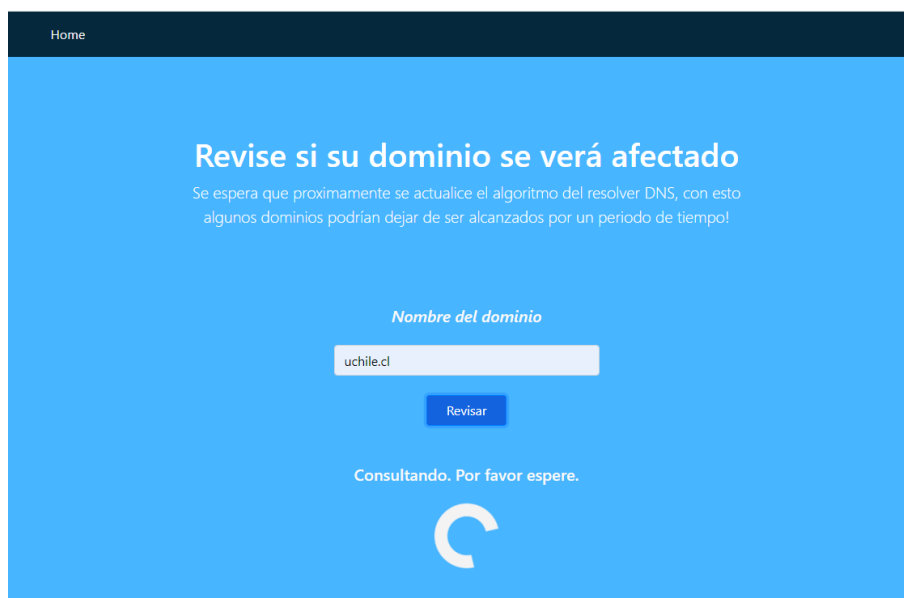 Home
Revise si su dominio se verá afectado
Se espera que proximamente se actualice el algoritmo del resolver DNS, con esto
algunos dominios podrían dejar de ser alcanzados por un periodo de tiempo!
Nombre del dominio
uchile.cl
Revisar
Consultando. Por favor espere.